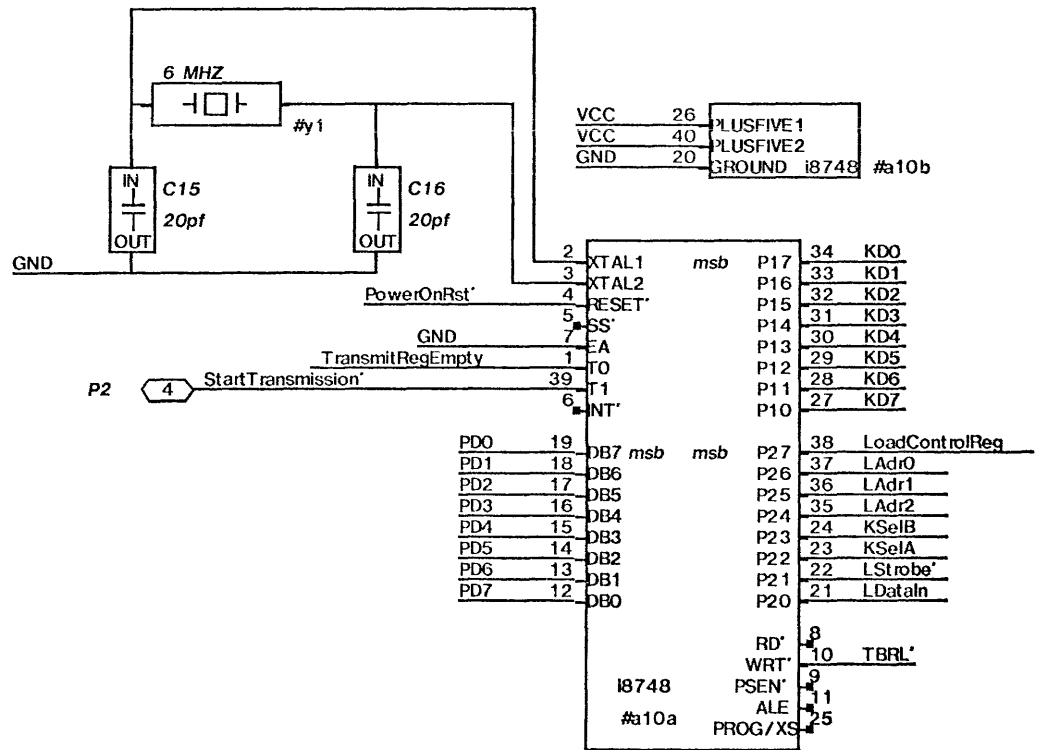 6 MHZ
#y1
VCC 26 PLUSFIVE1
VCC 40 PLUSFIVE2
GND 20 GROUND i8748 #a10b
IN
C15
20pf
OUT
IN
C16
20pf
OUT
GND
2 XTAL1 msb P17 34 KD0
3 XTAL2 P16 33 KD1
PowerOnRst' 4 RESET' P15 32 KD2
5 SS' P14 31 KD3
GND 7 EA P13 30 KD4
TransmitRegEmpty 1 T0 P12 29 KD5
P2 4 StartTransmission' 39 T1 P11 28 KD6
6 INT' P10 27 KD7
PD0 19 DB7 msb msb P27 38 LoadControlReg
PD1 18 DB6 P26 37 LAdr0
PD2 17 DB5 P25 36 LAdr1
PD3 16 DB4 P24 35 LAdr2
PD4 15 DB3 P23 24 KSelB
PD5 14 DB2 P22 23 KSelA
PD6 13 DB1 P21 22 LStrobe'
PD7 12 DB0 P20 21 LDataIn
RD' 8
WRT' 10 TBRL'
I8748 PSEN' 9
ALE 11
#a10a PROG/XS 25